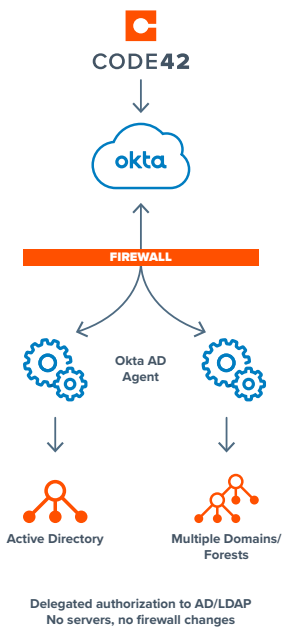 CODE42
okta
FIREWALL
Okta AD
Agent
Active Directory
Multiple Domains/
Forests
Delegated authorization to AD/LDAP
No servers, no firewall changes